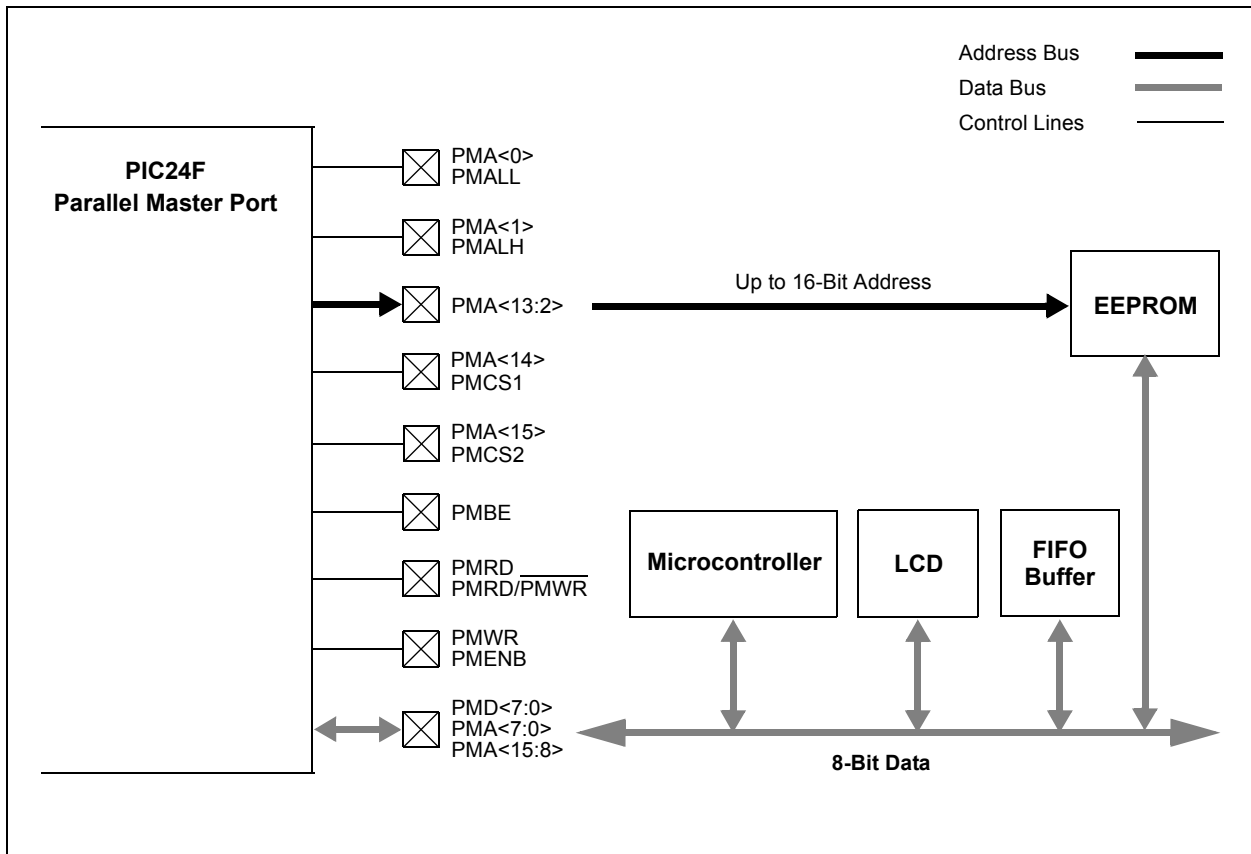 Address Bus
Data Bus
Control Lines
PIC24F
Parallel Master Port
PMA<0>
PMALL
PMA<1>
PMALH
PMA<13:2>
Up to 16-Bit Address
EEPROM
PMA<14>
PMCS1
PMA<15>
PMCS2
PMBE
Microcontroller
LCD
FIFO
Buffer
PMRD
PMRD/PMWR
PMWR
PMENB
PMD<7:0>
PMA<7:0>
PMA<15:8>
8-Bit Data